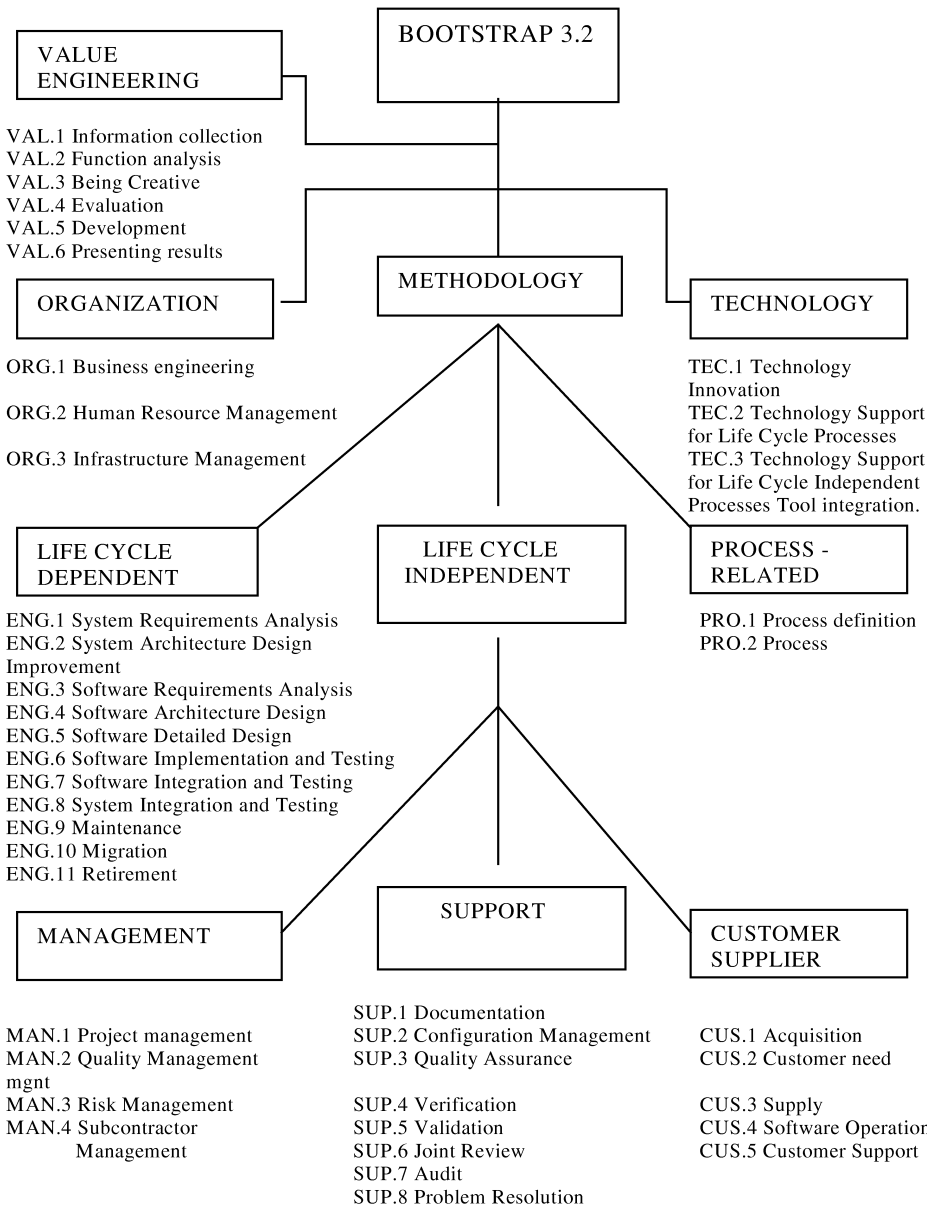 BOOTSTRAP 3.2
VALUE
ENGINEERING
VAL.1 Information collection
VAL.2 Function analysis
VAL.3 Being Creative
VAL.4 Evaluation
VAL.5 Development
VAL.6 Presenting results
METHODOLOGY
ORGANIZATION
TECHNOLOGY
ORG.1 Business engineering
ORG.2 Human Resource Management
ORG.3 Infrastructure Management
TEC.1 Technology
Innovation
TEC.2 Technology Support
for Life Cycle Processes
TEC.3 Technology Support
for Life Cycle Independent
Processes Tool integration.
LIFE CYCLE
DEPENDENT
LIFE CYCLE
INDEPENDENT
PROCESS -
RELATED
ENG.1 System Requirements Analysis
ENG.2 System Architecture Design
Improvement
ENG.3 Software Requirements Analysis
ENG.4 Software Architecture Design
ENG.5 Software Detailed Design
ENG.6 Software Implementation and Testing
ENG.7 Software Integration and Testing
ENG.8 System Integration and Testing
ENG.9 Maintenance
ENG.10 Migration
ENG.11 Retirement
PRO.1 Process definition
PRO.2 Process
MANAGEMENT
SUPPORT
CUSTOMER
SUPPLIER
MAN.1 Project management
MAN.2 Quality Management
mgnt
MAN.3 Risk Management
MAN.4 Subcontractor
Management
SUP.1 Documentation
SUP.2 Configuration Management
SUP.3 Quality Assurance
SUP.4 Verification
SUP.5 Validation
SUP.6 Joint Review
SUP.7 Audit
SUP.8 Problem Resolution
CUS.1 Acquisition
CUS.2 Customer need
CUS.3 Supply
CUS.4 Software Operation
CUS.5 Customer Support